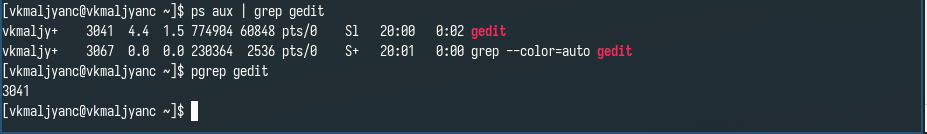 [vkmaljyanc@vkmaljyanc ~]$ ps aux | grep gedit
vkmaljy+    3041  4.4  1.5 774904 60848 pts/0    Sl   20:00   0:02 gedit
vkmaljy+    3067  0.0  0.0 230364  2536 pts/0    S+   20:01   0:00 grep --color=auto gedit
[vkmaljyanc@vkmaljyanc ~]$ pgrep gedit
3041
[vkmaljyanc@vkmaljyanc ~]$